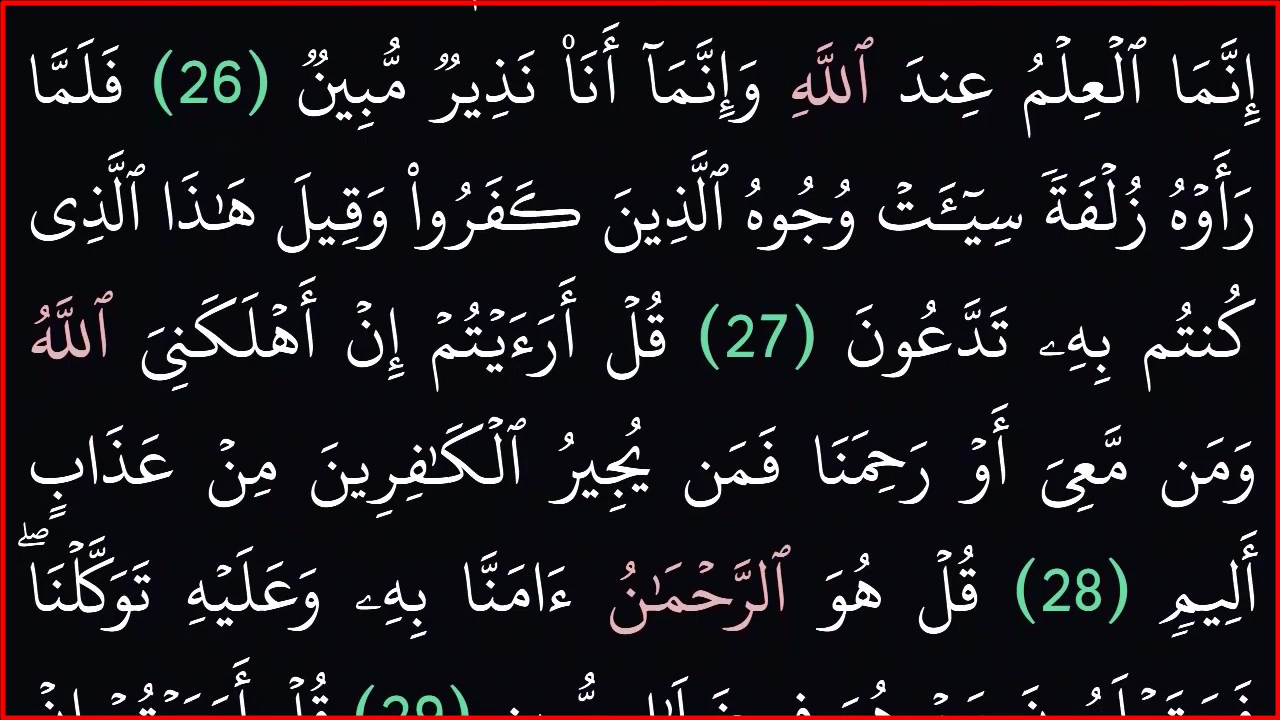 إِنَّمَا ٱلْعِلْمُ عِندَ ٱللَّهِ وَإِنَّمَآ أَنَا۠ نَذِيرٌ مُّبِينٌ (26) فَلَمَّا
رَأَوْهُ زُلْفَةً سِيٓـَٔتْ وُجُوهُ ٱلَّذِينَ كَفَرُوا۟ وَقِيلَ هَـٰذَا ٱلَّذِى
كُنتُم بِهِۦ تَدَّعُونَ (27) قُلْ أَرَءَيْتُمْ إِنْ أَهْلَكَنِىَ ٱللَّهُ
وَمَن مَّعِىَ أَوْ رَحِمَنَا فَمَن يُجِيرُ ٱلْكَـٰفِرِينَ مِنْ عَذَابٍ
أَلِيمٍ (28) قُلْ هُوَ ٱلرَّحْمَـٰنُ ءَامَنَّا بِهِۦ وَعَلَيْهِ تَوَكَّلْنَا ۖ
(29) قُلْ